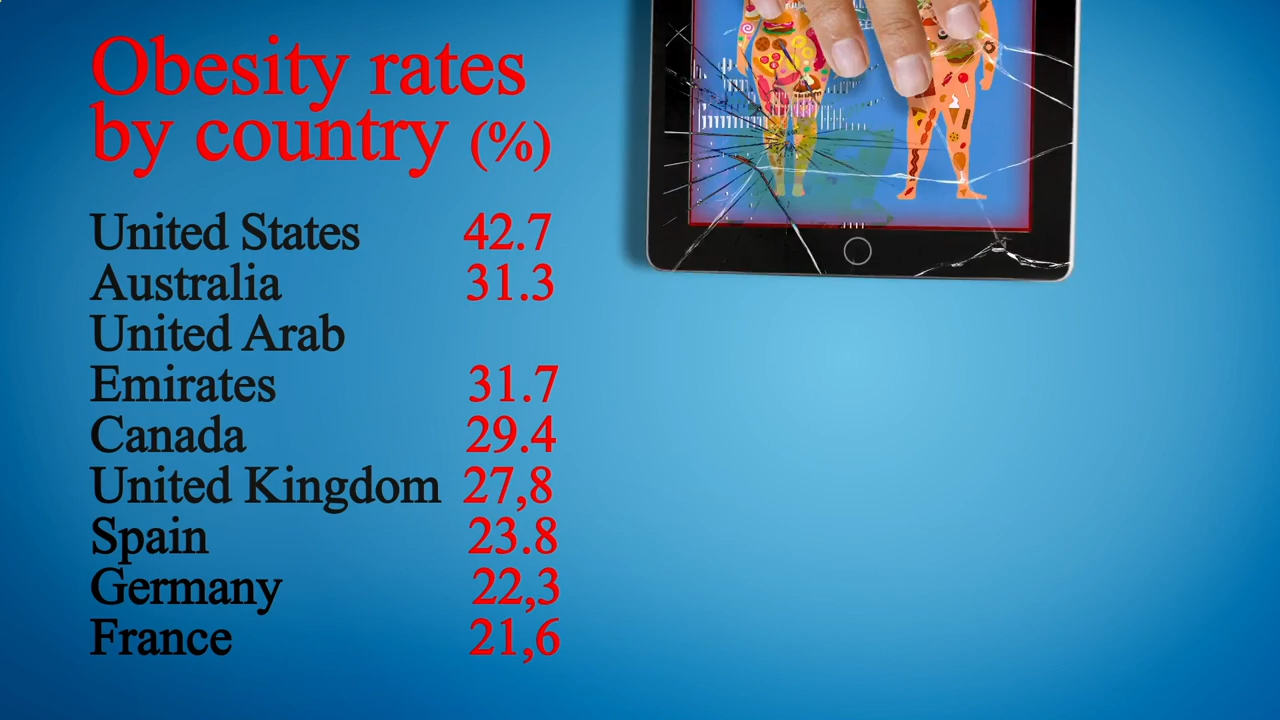 Obesity rates
by country (%)
United States 42.7
Australia 31.3
United Arab
Emirates 31.7
Canada 29.4
United Kingdom 27,8
Spain 23.8
Germany 22,3
France 21,6